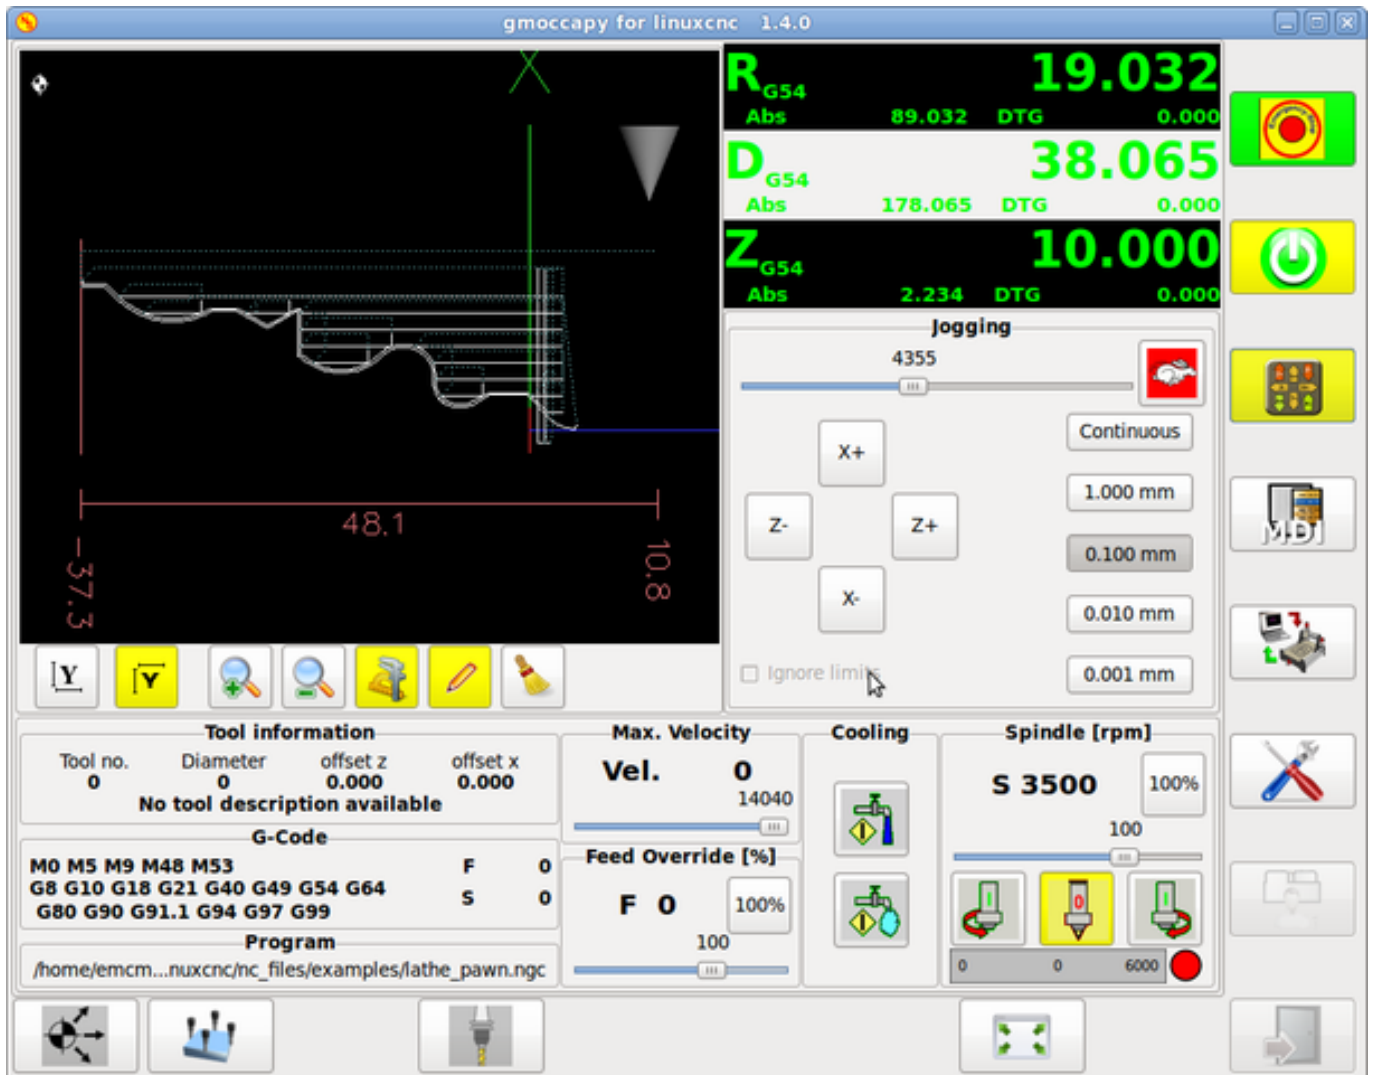 gmoccapy for linuxcnc 1.4.0
X
48.1
-37.3
10.8
R G54 19.032
Abs 89.032 DTG 0.000
D G54 38.065
Abs 178.065 DTG 0.000
Z G54 10.000
Abs 2.234 DTG 0.000
Jogging
4355
Continuous
X+
1.000 mm
Z- Z+
0.100 mm
X-
0.010 mm
Ignore limits
0.001 mm
MDI
Y Y
Tool information
Tool no. Diameter offset z offset x
0 0 0.000 0.000
No tool description available
G-Code
M0 M5 M9 M48 M53 F 0
G8 G10 G18 G21 G40 G49 G54 G64
S 0
G80 G90 G91.1 G94 G97 G99
Program
/home/emcm...nuxcnc/nc_files/examples/lathe_pawn.ngc
Max. Velocity
Vel. 0
14040
Feed Override [%]
F 0 100%
100
Cooling
Spindle [rpm]
S 3500 100%
100
I 0 I
0 0 6000